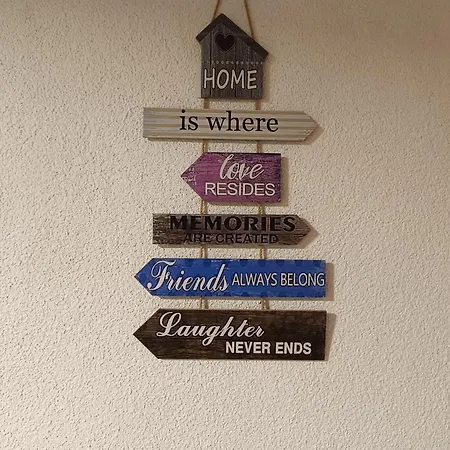 HOME
is where
love
RESIDES
MEMORIES
ARE CREATED
Friends ALWAYS BELONG
Laughter
NEVER ENDS